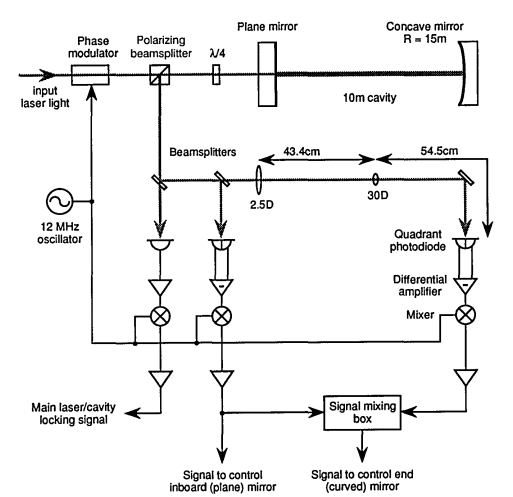 Phase
modulator
Polarizing
beamsplitter
λ/4
Plane mirror
Concave mirror
R = 15m
input
laser light
10m cavity
Beamsplitters
43.4cm
54.5cm
2.5D
30D
12 MHz
oscillator
Quadrant
photodiode
Differential
amplifier
-
-
Mixer
Main laser/cavity
locking signal
Signal mixing
box
Signal to control
inboard (plane) mirror
Signal to control end
(curved) mirror